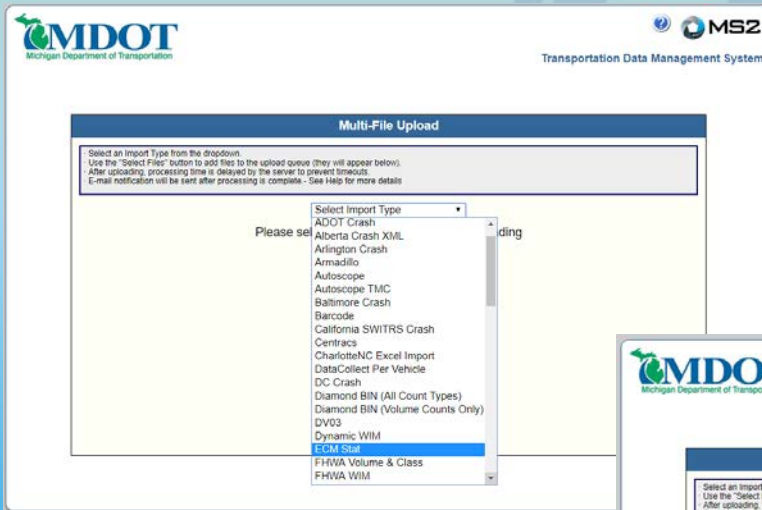 MDOT
Michigan Department of Transportation
MS2
Transportation Data Management System
Multi-File Upload
· Select an Import Type from the dropdown.
· Use the "Select Files" button to add files to the upload queue (they will appear below).
· After uploading, processing time is delayed by the server to prevent timeouts.
· E-mail notification will be sent after processing is complete - See Help for more details
Select Import Type
Please sel
ding
ADOT Crash
Alberta Crash XML
Arlington Crash
Armadillo
Autoscope
Autoscope TMC
Baltimore Crash
Barcode
California SWITRS Crash
Centracs
CharlotteNC Excel Import
DataCollect Per Vehicle
DC Crash
Diamond BIN (All Count Types)
Diamond BIN (Volume Counts Only)
DV03
Dynamic WIM
ECM Stat
FHWA Volume & Class
FHWA WIM
MDO
Michigan Department of Transpo
· Select an Import
· Use the "Select
· After uploading,